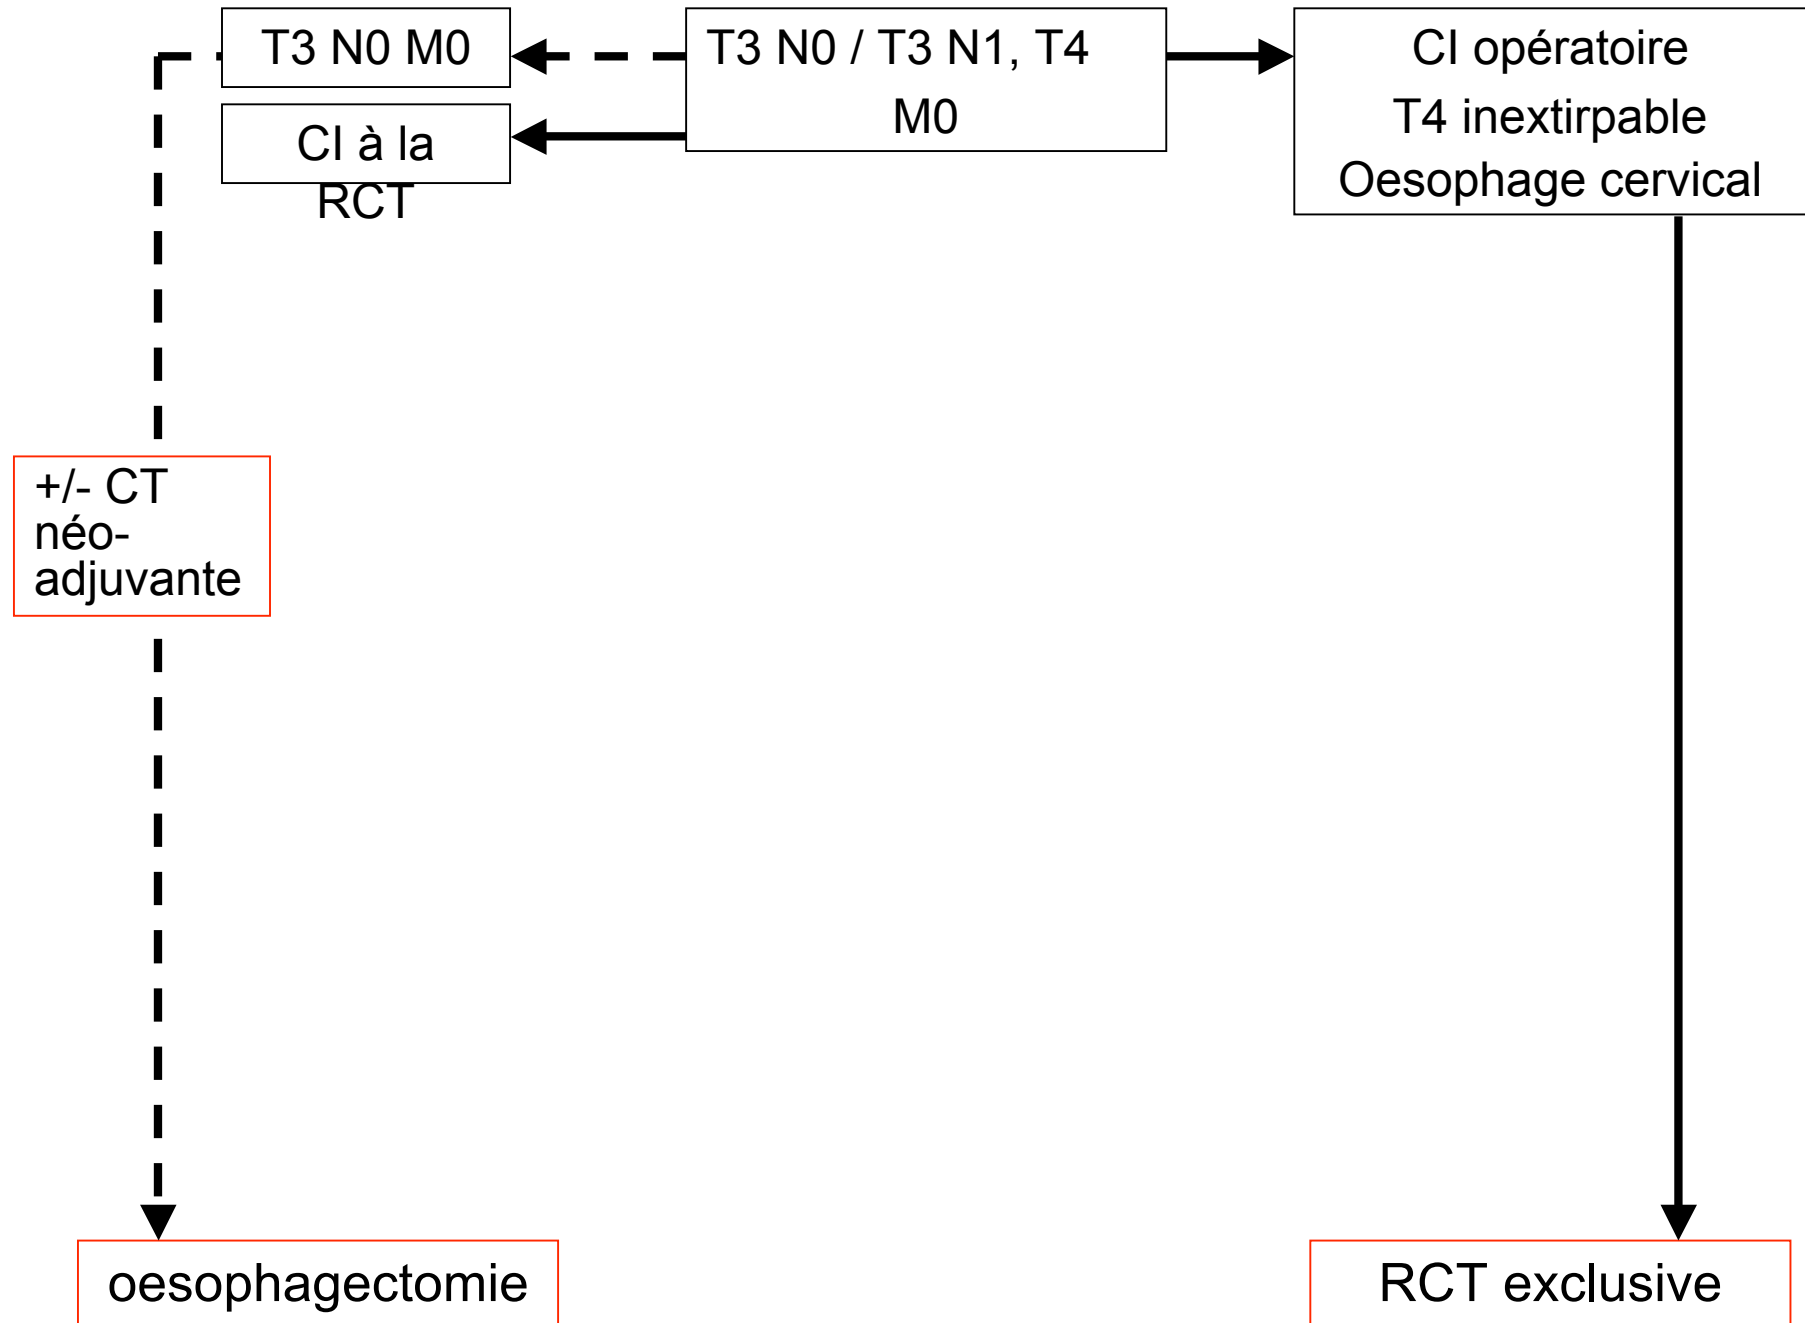 T3 N0 M0
CI à la
RCT
T3 N0 / T3 N1, T4
M0
CI opératoire
T4 inextirpable
Oesophage cervical
+/- CT
néo-
adjuvante
oesophagectomie
RCT exclusive